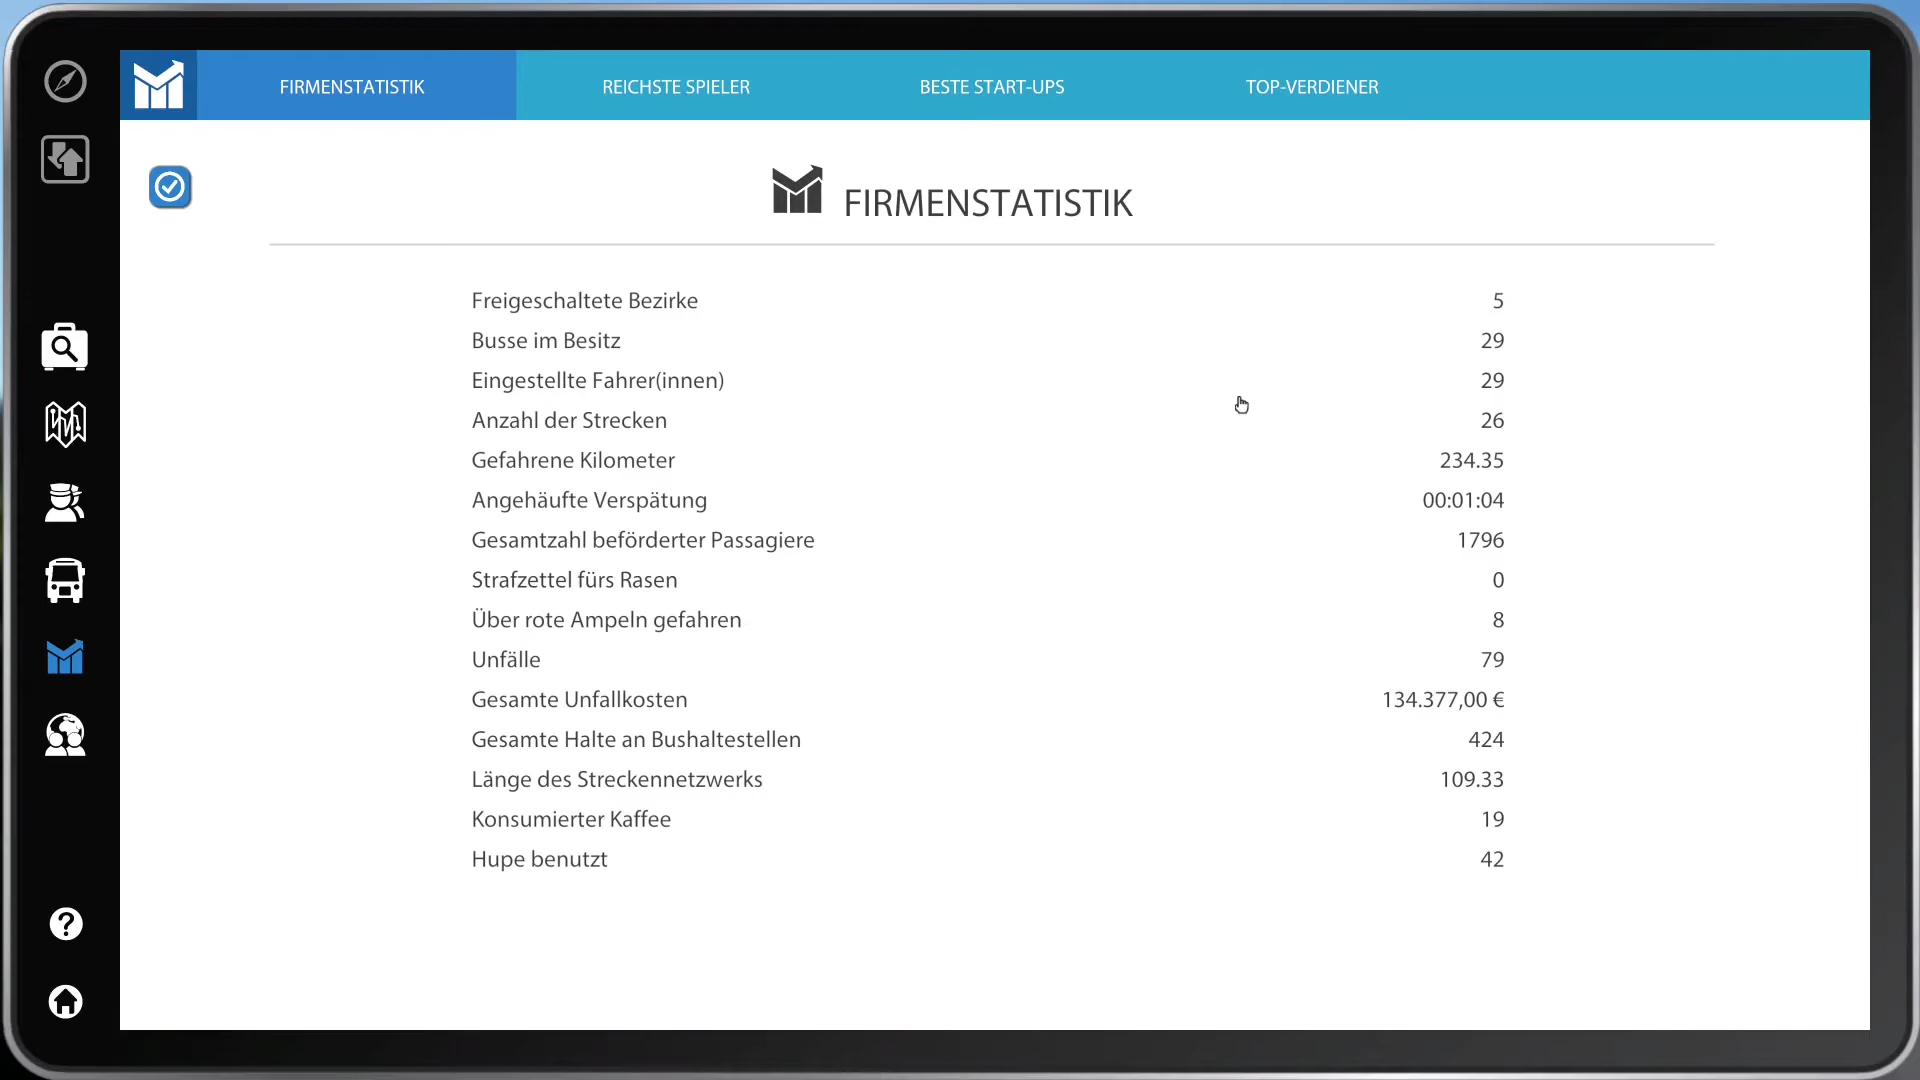 FIRMENSTATISTIK REICHSTE SPIELER BESTE START-UPS TOP-VERDIENER
FIRMENSTATISTIK
Freigeschaltete Bezirke 5
Busse im Besitz 29
Eingestellte Fahrer(innen) 29
Anzahl der Strecken 26
Gefahrene Kilometer 234.35
Angehäufte Verspätung 00:01:04
Gesamtzahl beförderter Passagiere 1796
Strafzettel fürs Rasen 0
Über rote Ampeln gefahren 8
Unfälle 79
Gesamte Unfallkosten 134.377,00 €
Gesamte Halte an Bushaltestellen 424
Länge des Streckennetzwerks 109.33
Konsumierter Kaffee 19
Hupe benutzt 42